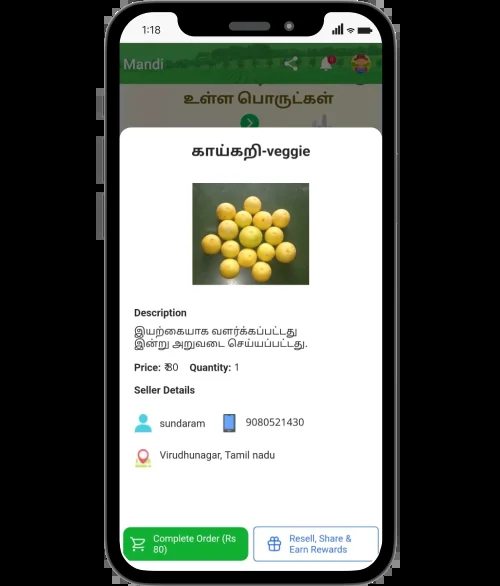 1:18
Mandi
உள்ள பொருட்கள்
காய்கறி-veggie
Description
இயற்கையாக வளர்க்கப்பட்டது
இன்று அறுவடை செய்யப்பட்டது.
Price: ₹80 Quantity: 1
Seller Details
sundaram 9080521430
Virudhunagar, Tamil nadu
Complete Order (Rs
80)
Resell, Share &
Earn Rewards